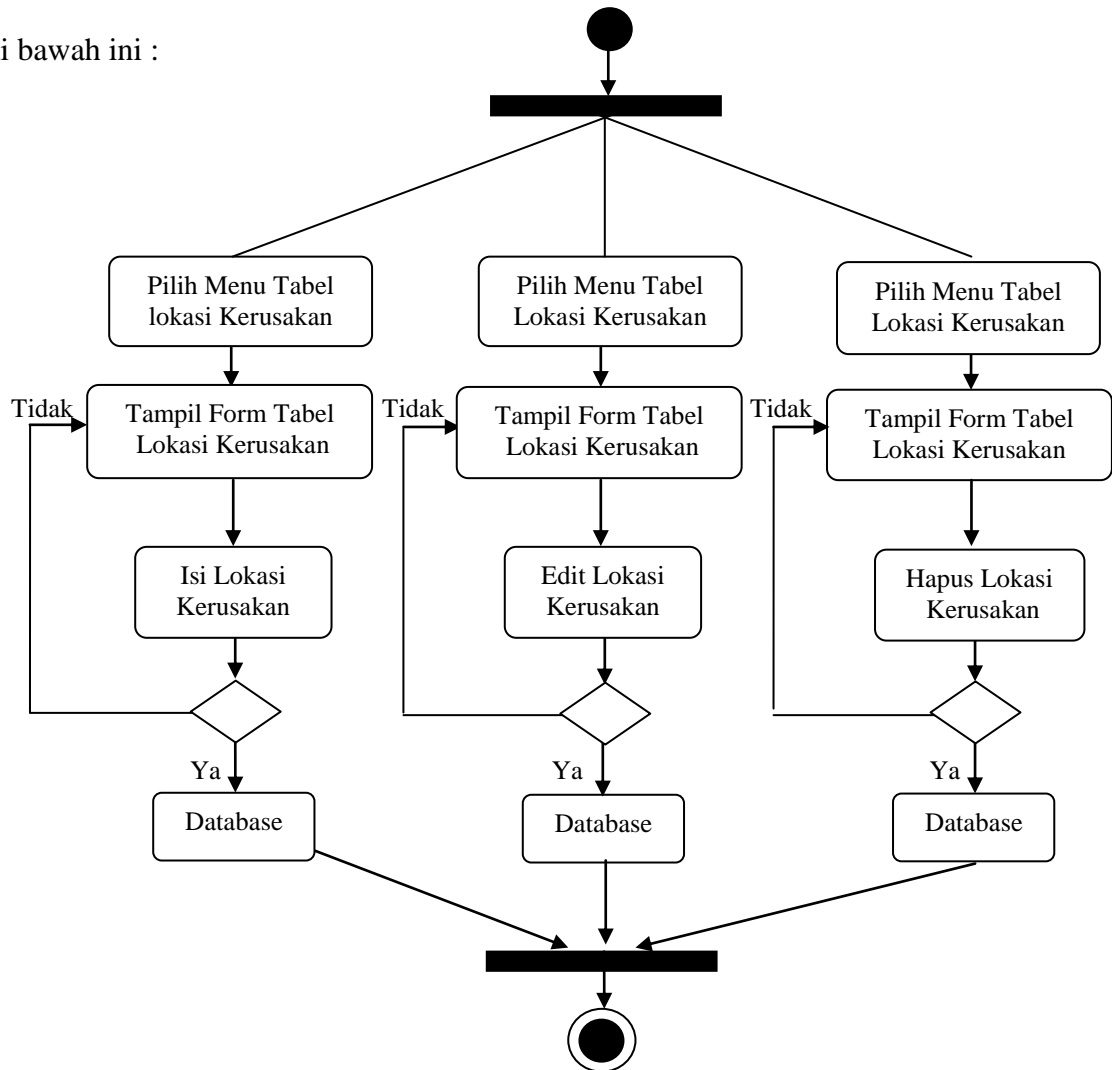 i bawah ini :
Pilih Menu Tabel
lokasi Kerusakan
Pilih Menu Tabel
Lokasi Kerusakan
Pilih Menu Tabel
Lokasi Kerusakan
Tidak
Tampil Form Tabel
Lokasi Kerusakan
Tidak
Tampil Form Tabel
Lokasi Kerusakan
Tidak
Tampil Form Tabel
Lokasi Kerusakan
Isi Lokasi
Kerusakan
Edit Lokasi
Kerusakan
Hapus Lokasi
Kerusakan
Ya
Ya
Ya
Database
Database
Database